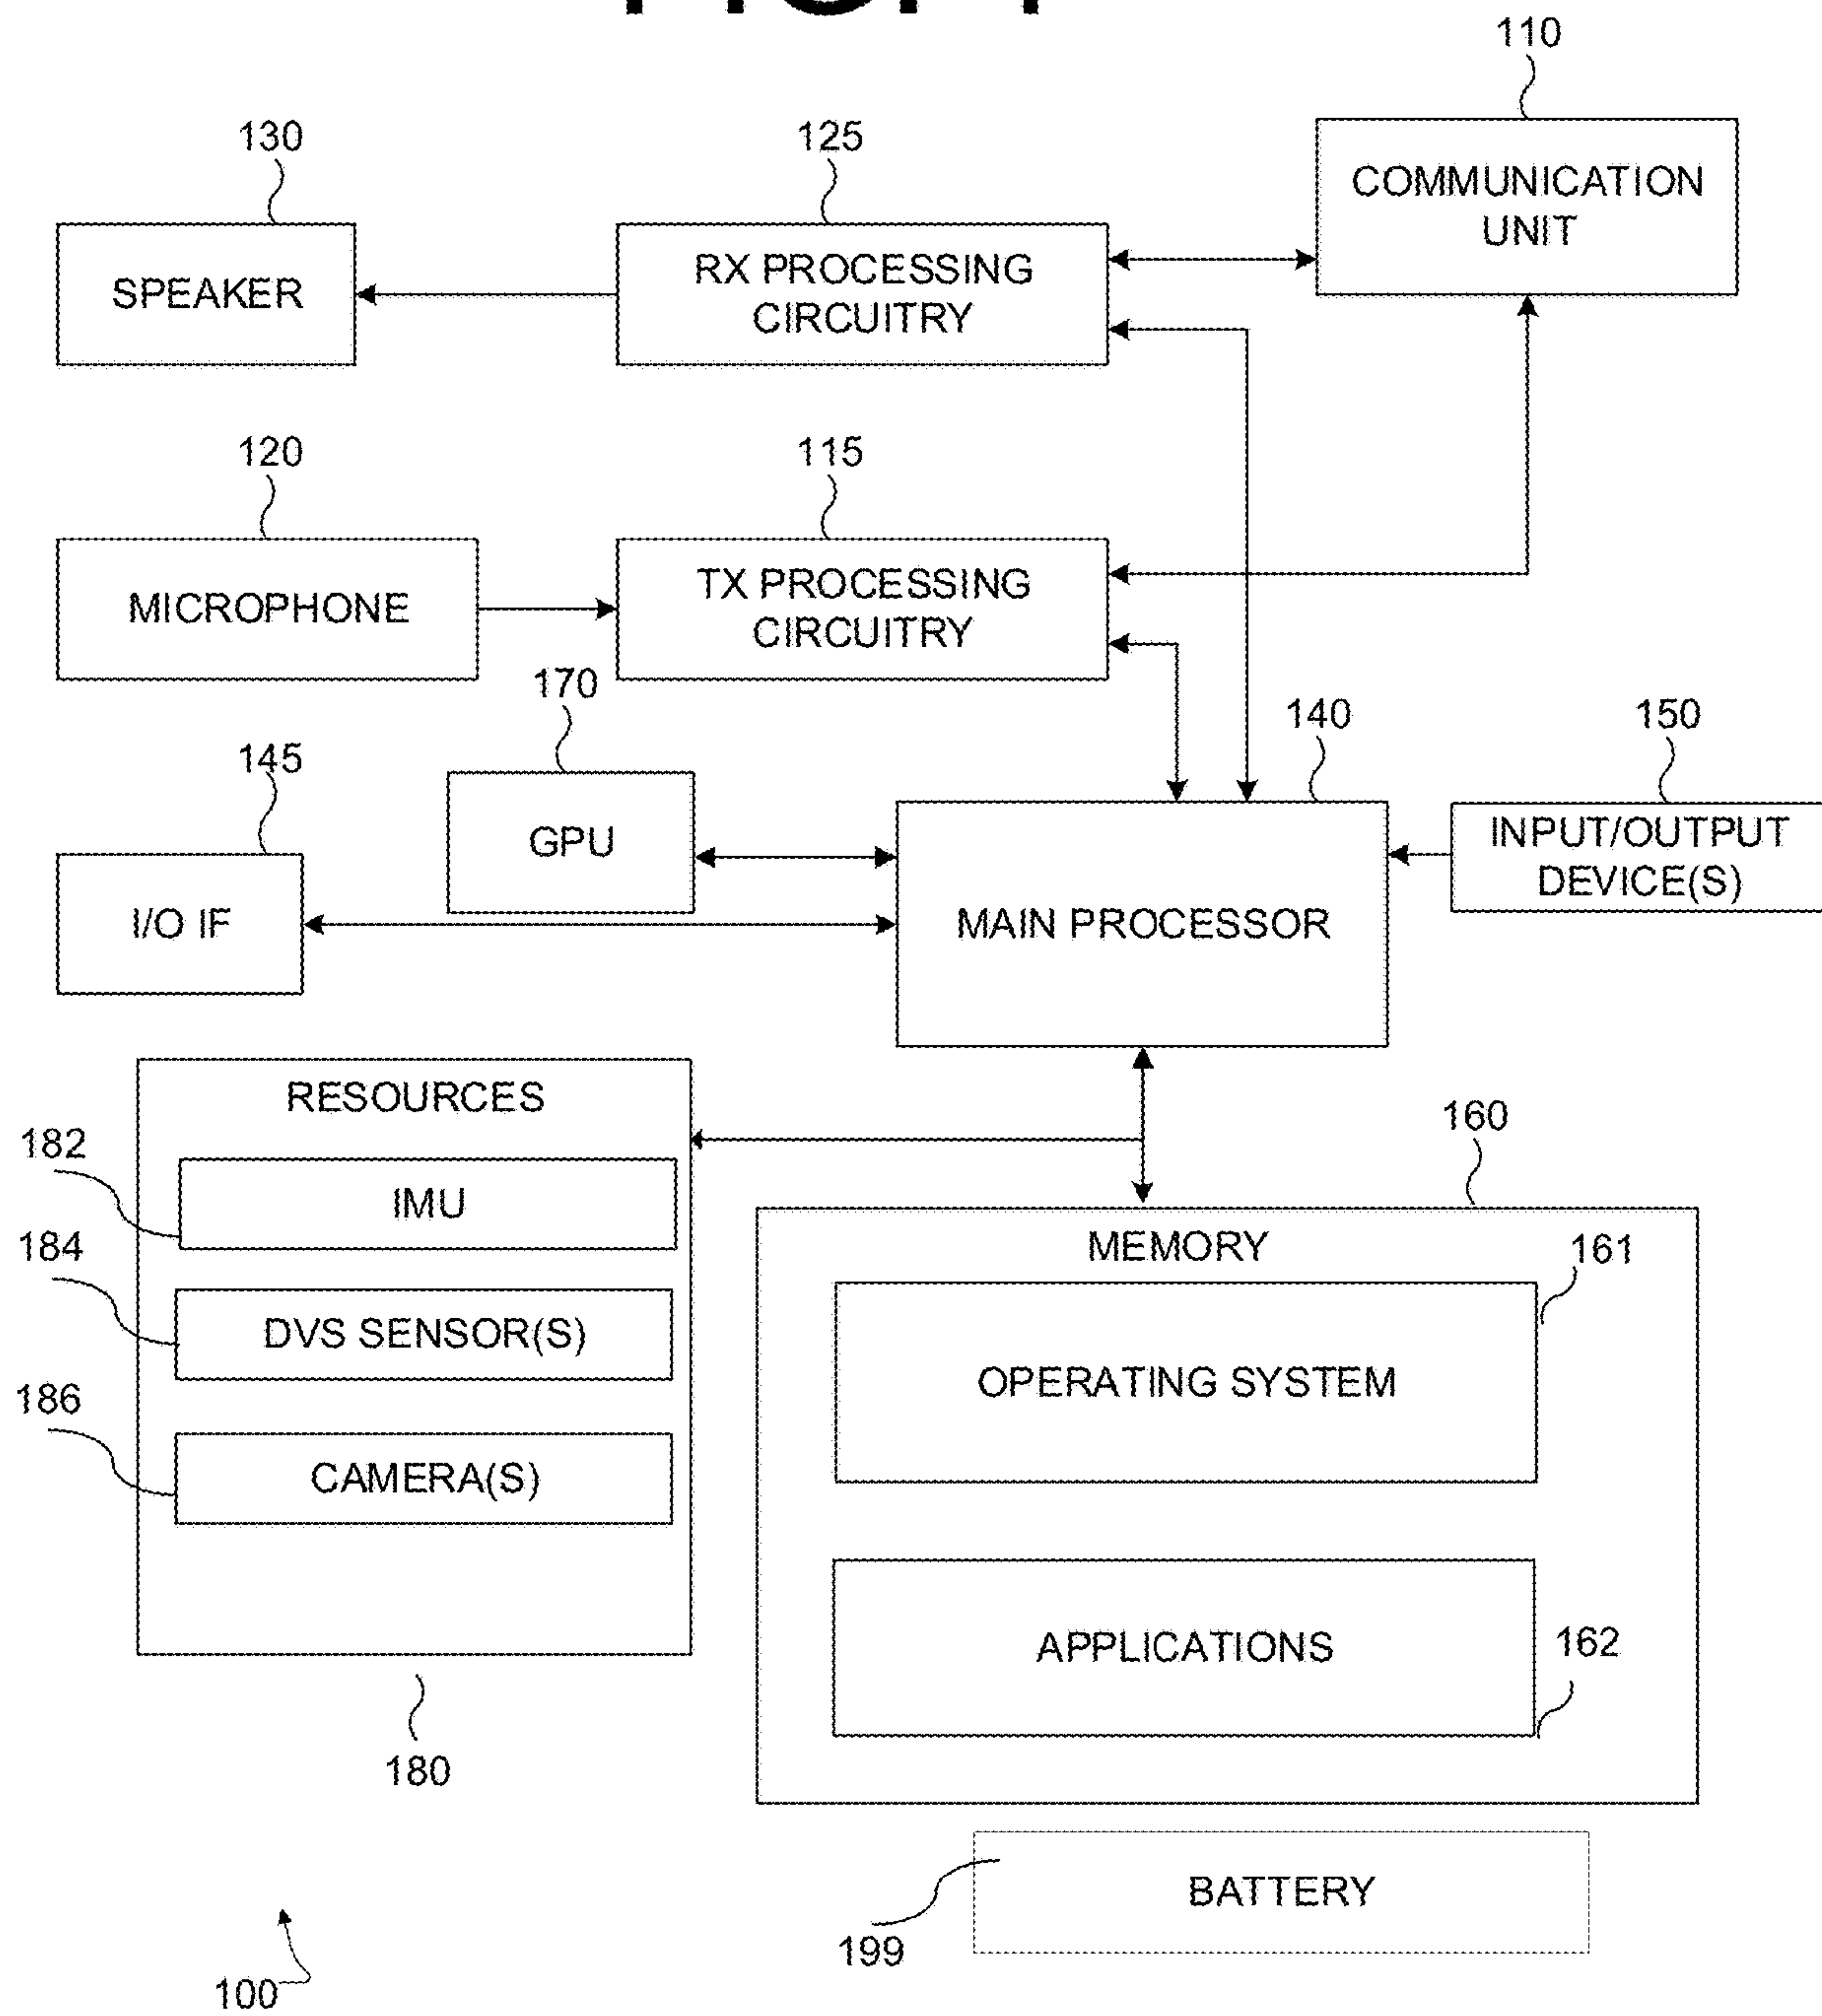 110
130
125
COMMUNICATION
UNIT
SPEAKER
RX PROCESSING
CIRCUITRY
120
115
MICROPHONE
TX PROCESSING
CIRCUITRY
170
140
150
145
GPU
INPUT/OUTPUT
DEVICE(S)
I/O IF
MAIN PROCESSOR
RESOURCES
160
182
IMU
184
MEMORY
161
DVS SENSOR(S)
OPERATING SYSTEM
186
CAMERA(S)
APPLICATIONS
162
180
BATTERY
199
100